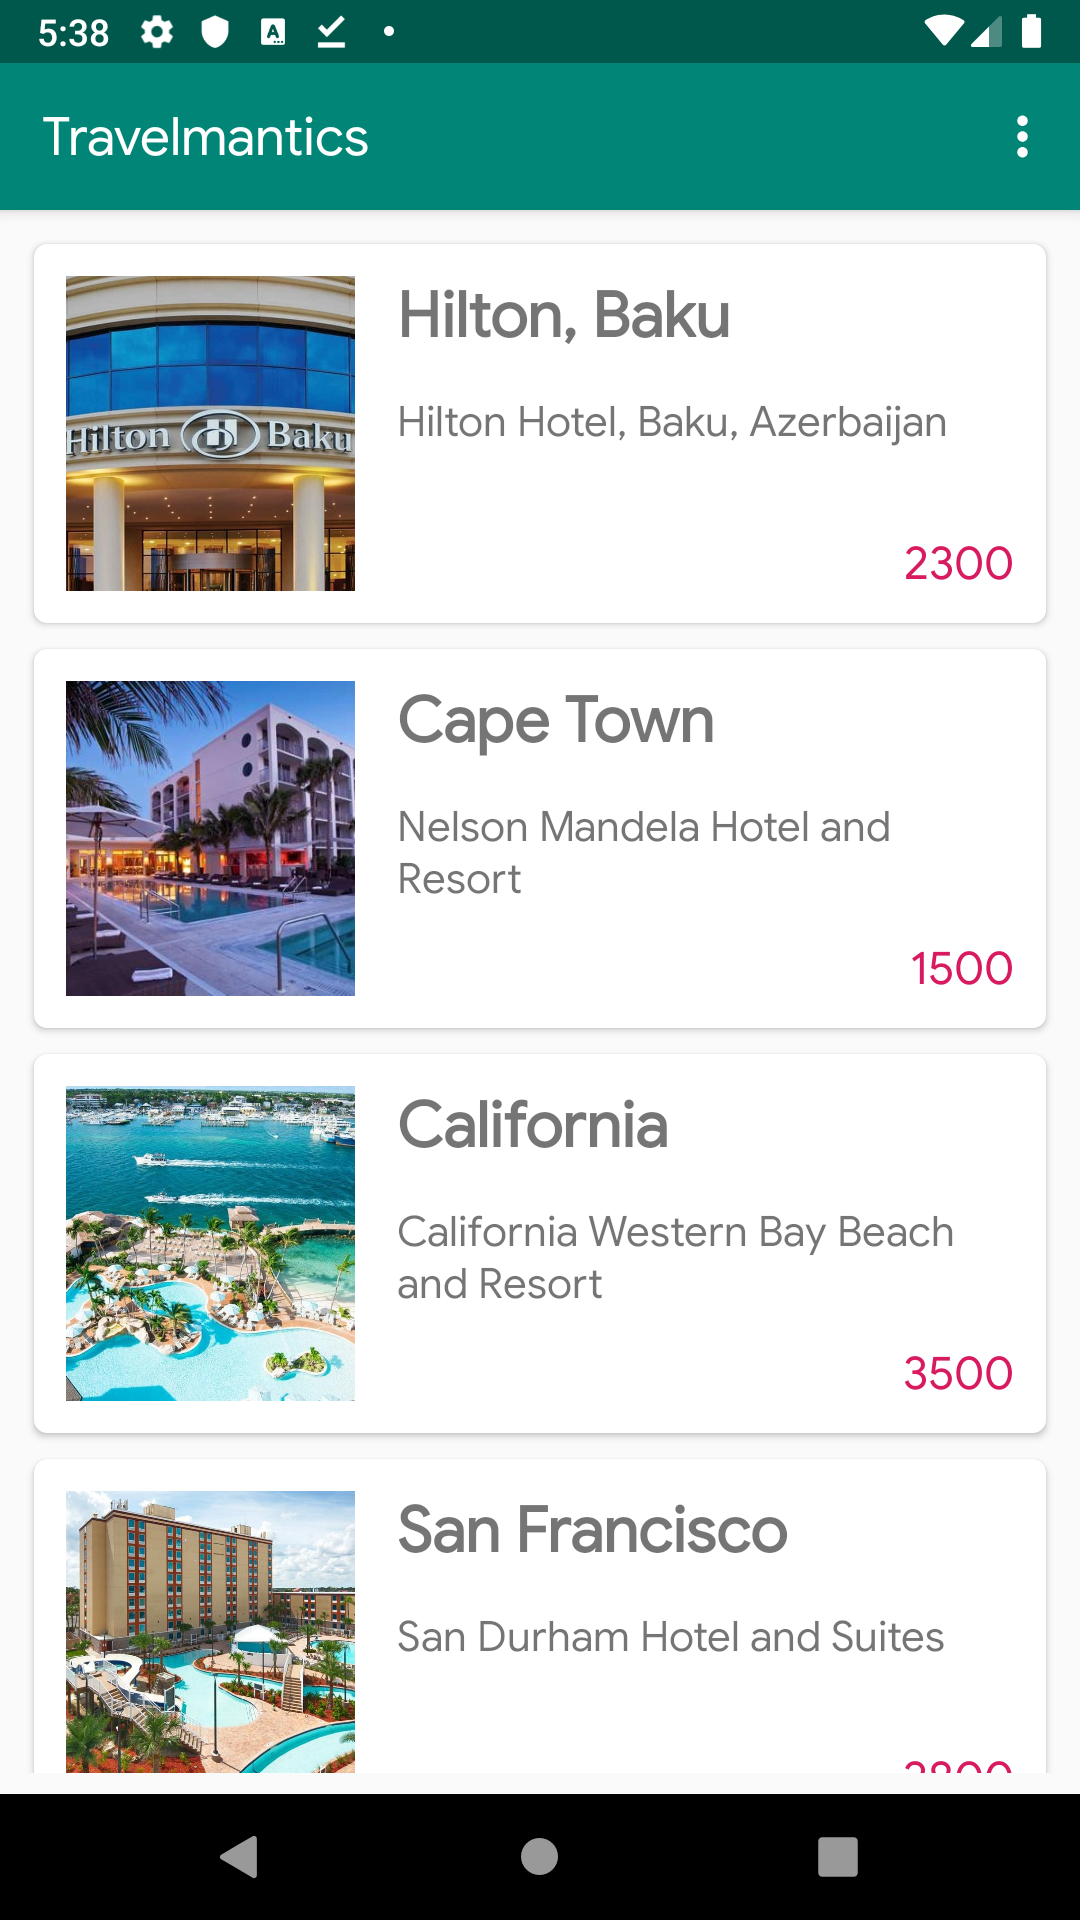 5:38
Travelmantics
Hilton, Baku
Hilton Hotel, Baku, Azerbaijan
Hilton Baku
2300
Cape Town
Nelson Mandela Hotel and
Resort
1500
California
California Western Bay Beach
and Resort
3500
San Francisco
San Durham Hotel and Suites